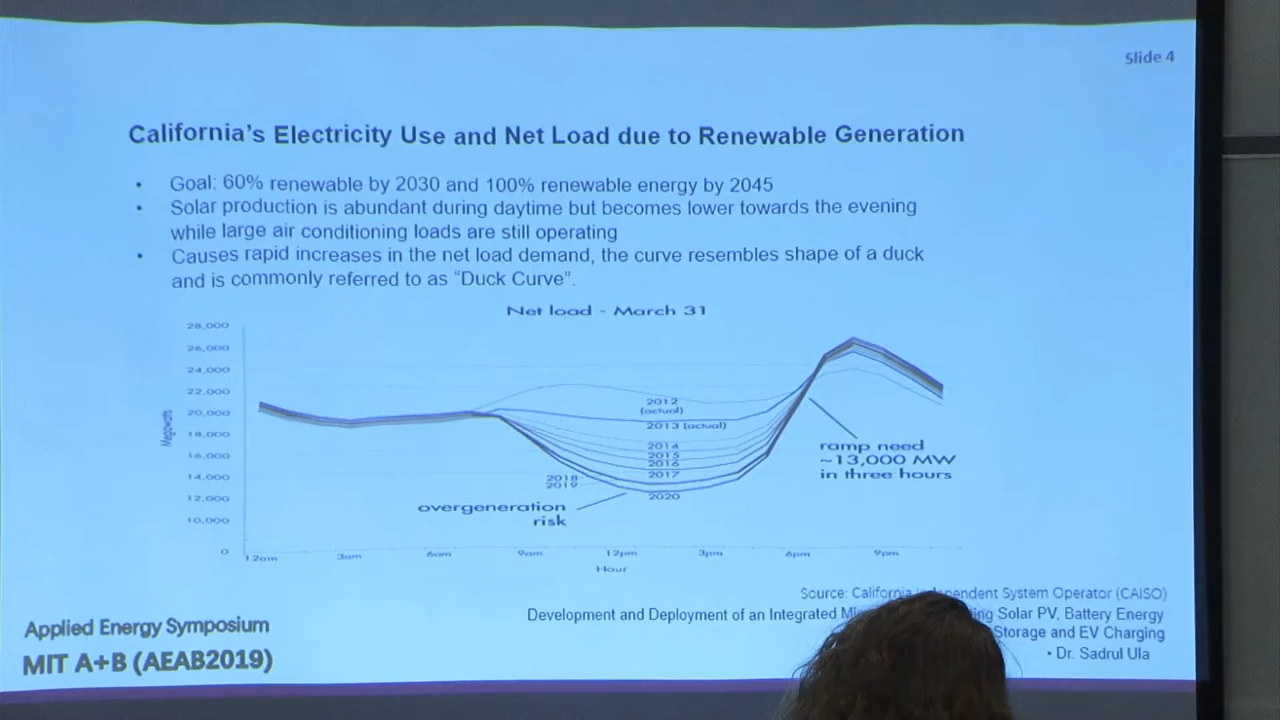 Slide 4
California's Electricity Use and Net Load due to Renewable Generation
• Goal: 60% renewable by 2030 and 100% renewable energy by 2045
• Solar production is abundant during daytime but becomes lower towards the evening
while large air conditioning loads are still operating
• Causes rapid increases in the net load demand, the curve resembles shape of a duck
and is commonly referred to as “Duck Curve”.
Net load - March 31
28,000
26,000
24,000
22,000
20,000
18,000
16,000
14,000
12,000
10,000
0
Megawatts
2012
(actual)
2013 (actual)
2014
2015
2016
2017
2018
2019
2020
overgeneration
risk
ramp need
~13,000 MW
in three hours
12am
3am
6am
9am
12pm
3pm
6pm
9pm
Hour
Source: California Independent System Operator (CAISO)
Development and Deployment of an Integrated Solar PV, Battery Energy
Storage and EV Charging
• Dr. Sadrul Ula
Applied Energy Symposium
MIT A+B (AEAB2019)